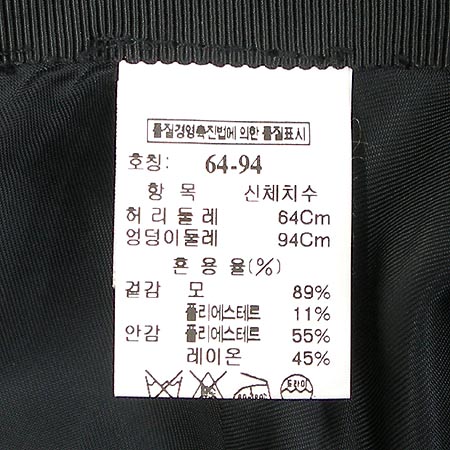 품질경영촉진법에 의한 품질표시
호칭: 64-94
항 목 신체치수
허 리 둘 레 64Cm
엉덩이둘레 94Cm
혼 용 율(%)
겉감 모 89%
폴리에스테르 11%
안감 폴리에스테르 55%
레이온 45%
드라이